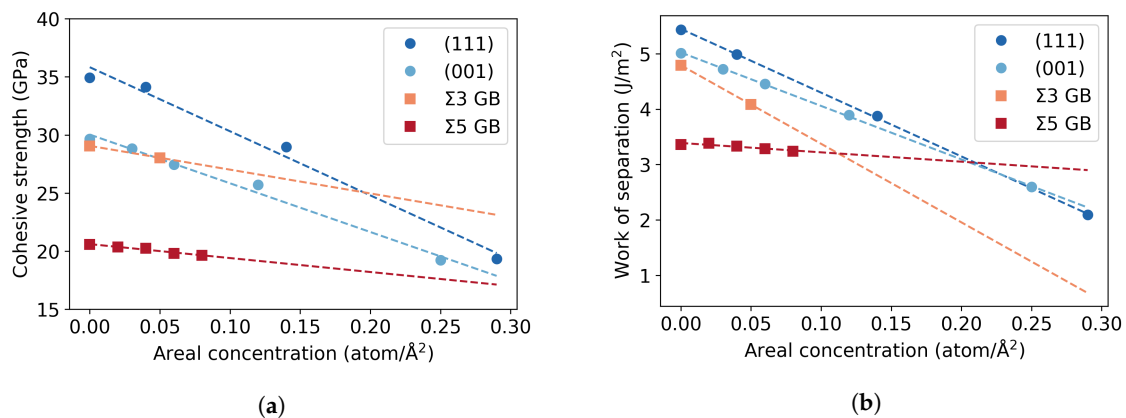 Cohesive strength (GPa)
40
35
30
25
20
15
0.00 0.05 0.10 0.15 0.20 0.25 0.30
Areal concentration (atom/Å²)
(111)
(001)
Σ3 GB
Σ5 GB
(a)
Work of separation (J/m²)
5
4
3
2
1
0.00 0.05 0.10 0.15 0.20 0.25 0.30
Areal concentration (atom/Å²)
(111)
(001)
Σ3 GB
Σ5 GB
(b)